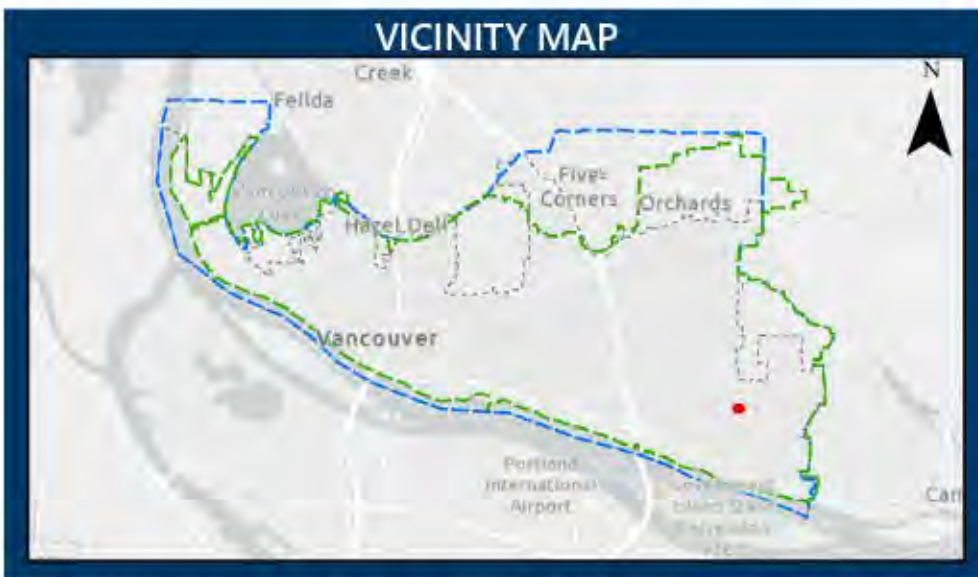 VICINITY MAP
Creek
N
Felida
Five
Corners
Orchards
Hazel Dell
Vancouver
Portland
International
Airport